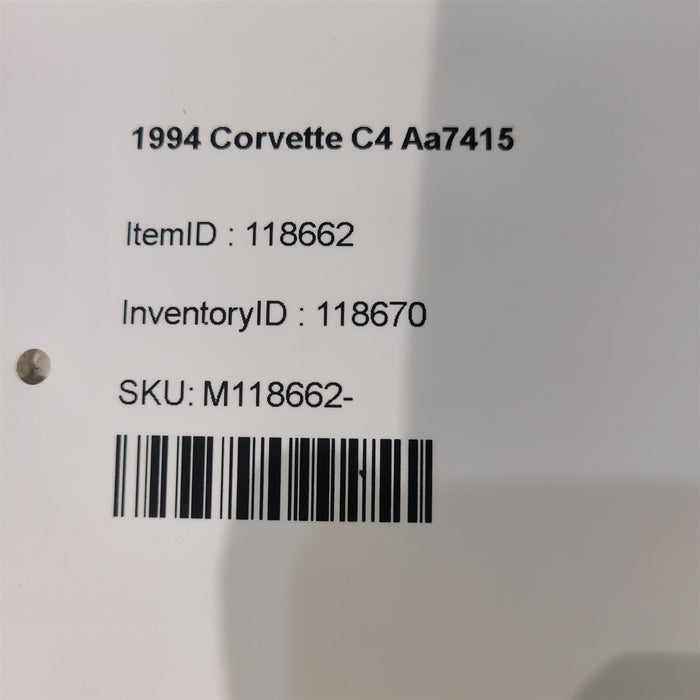 1994 Corvette C4 Aa7415
ItemID : 118662
InventoryID : 118670
SKU: M118662-